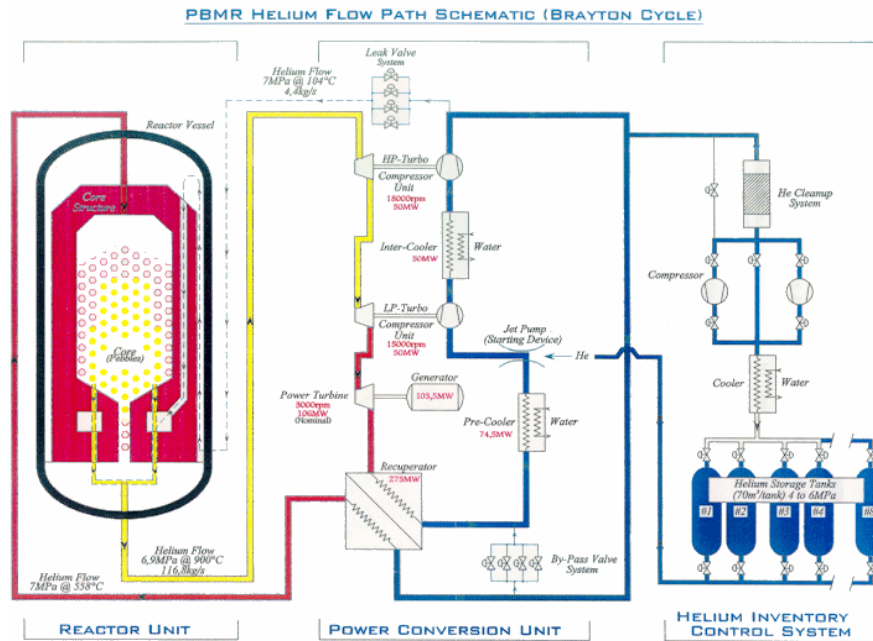 PBMR HELIUM FLOW PATH SCHEMATIC (BRAYTON CYCLE)
Leak Valve
System
Helium Flow
7MPa @ 104°C
4,4kg/s
Reactor Vessel
Core
Structure
Core
(Pebbles)
HP-Turbo
Compressor
Unit
18000rpm
50MW
Inter-Cooler
50MW
Water
LP-Turbo
Compressor
Unit
15000rpm
50MW
Jet Pump
(Starting Device)
He
Power Turbine
3000rpm
106MW
(Nominal)
Generator
103,5MW
Pre-Cooler
74,5MW
Water
Recuperator
275MW
By-Pass Valve
System
He Cleanup
System
Compressor
Cooler
Water
Helium Storage Tanks
(70m³/tank) 4 to 6MPa
#1
#2
#3
#4
#8
Helium Flow
6,9MPa @ 900°C
116,8kg/s
Helium Flow
7MPa @ 558°C
REACTOR UNIT
POWER CONVERSION UNIT
HELIUM INVENTORY
CONTROL SYSTEM